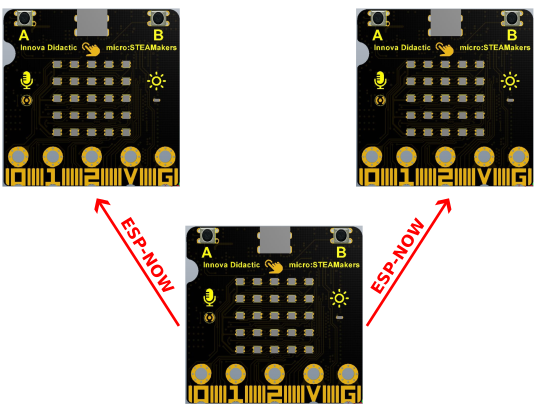 A B
Innova Didactic micro:STEAMakers
0 1 2 V G
A B
Innova Didactic micro:STEAMakers
0 1 2 V G
ESP-NOW
ESP-NOW
A B
Innova Didactic micro:STEAMakers
0 1 2 V G